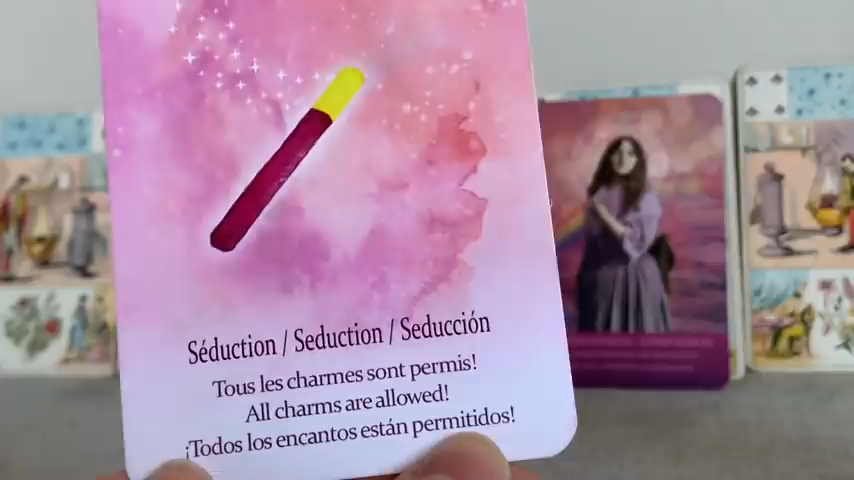 Séduction / Seduction / Seducción
Tous les charmes sont permis!
All charms are allowed!
¡Todos los encantos están permitidos!